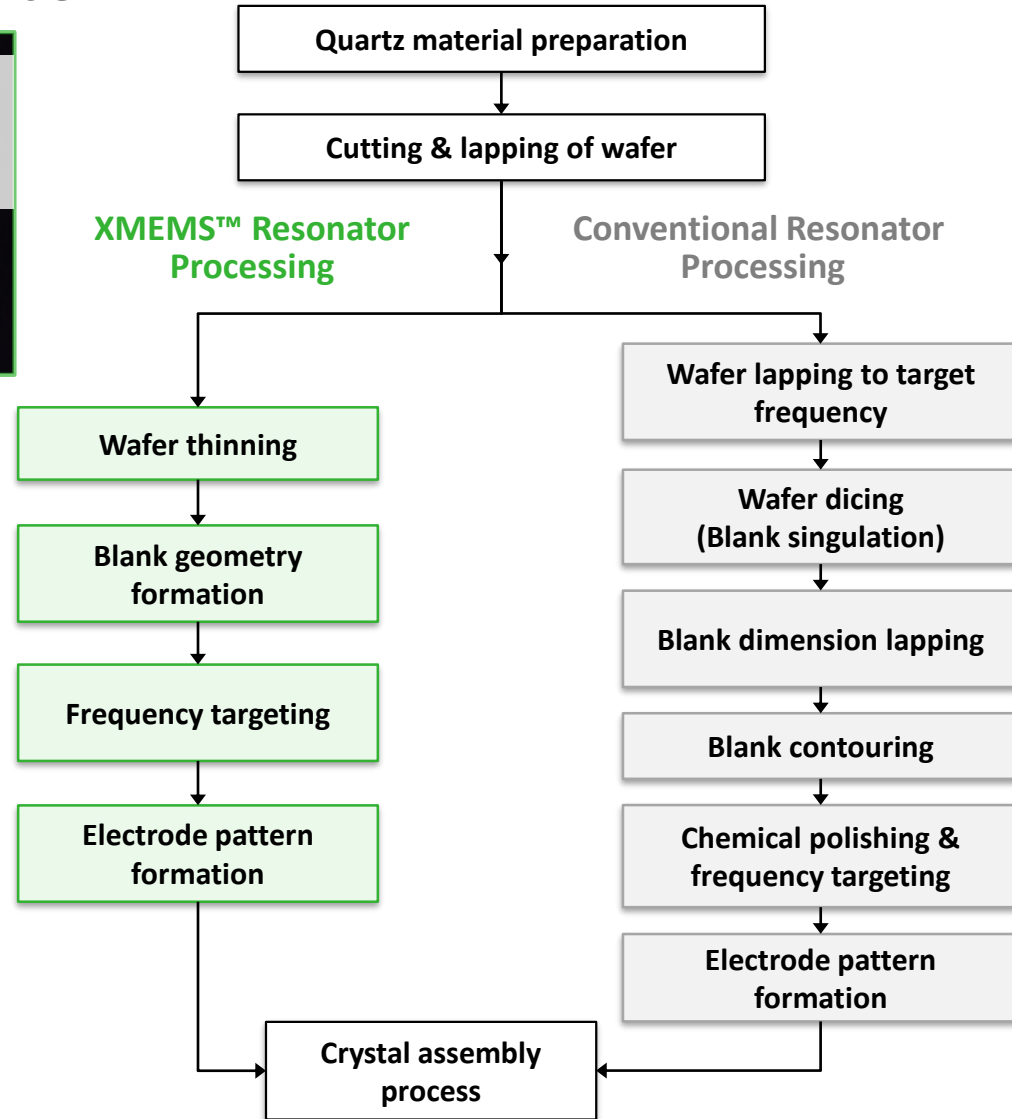 Quartz material preparation
Cutting & lapping of wafer
XMEMS™ Resonator
Processing
Conventional Resonator
Processing
Wafer thinning
Blank geometry
formation
Frequency targeting
Electrode pattern
formation
Wafer lapping to target
frequency
Wafer dicing
(Blank singulation)
Blank dimension lapping
Blank contouring
Chemical polishing &
frequency targeting
Electrode pattern
formation
Crystal assembly
process